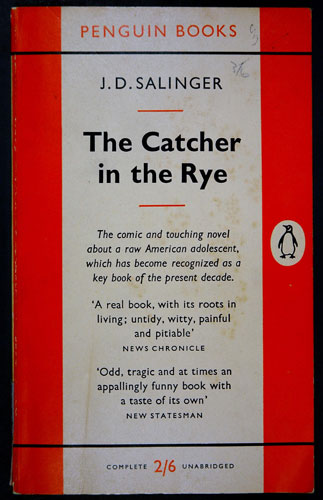 PENGUIN BOOKS
2/6
J.D. SALINGER
The Catcher
in the Rye
The comic and touching novel
about a raw American adolescent,
which has become recognized as a
key book of the present decade.
'A real book, with its roots in
living; untidy, witty, painful
and pitiable'
NEWS CHRONICLE
'Odd, tragic and at times an
appallingly funny book with
a taste of its own'
NEW STATESMAN
COMPLETE 2/6 UNABRIDGED